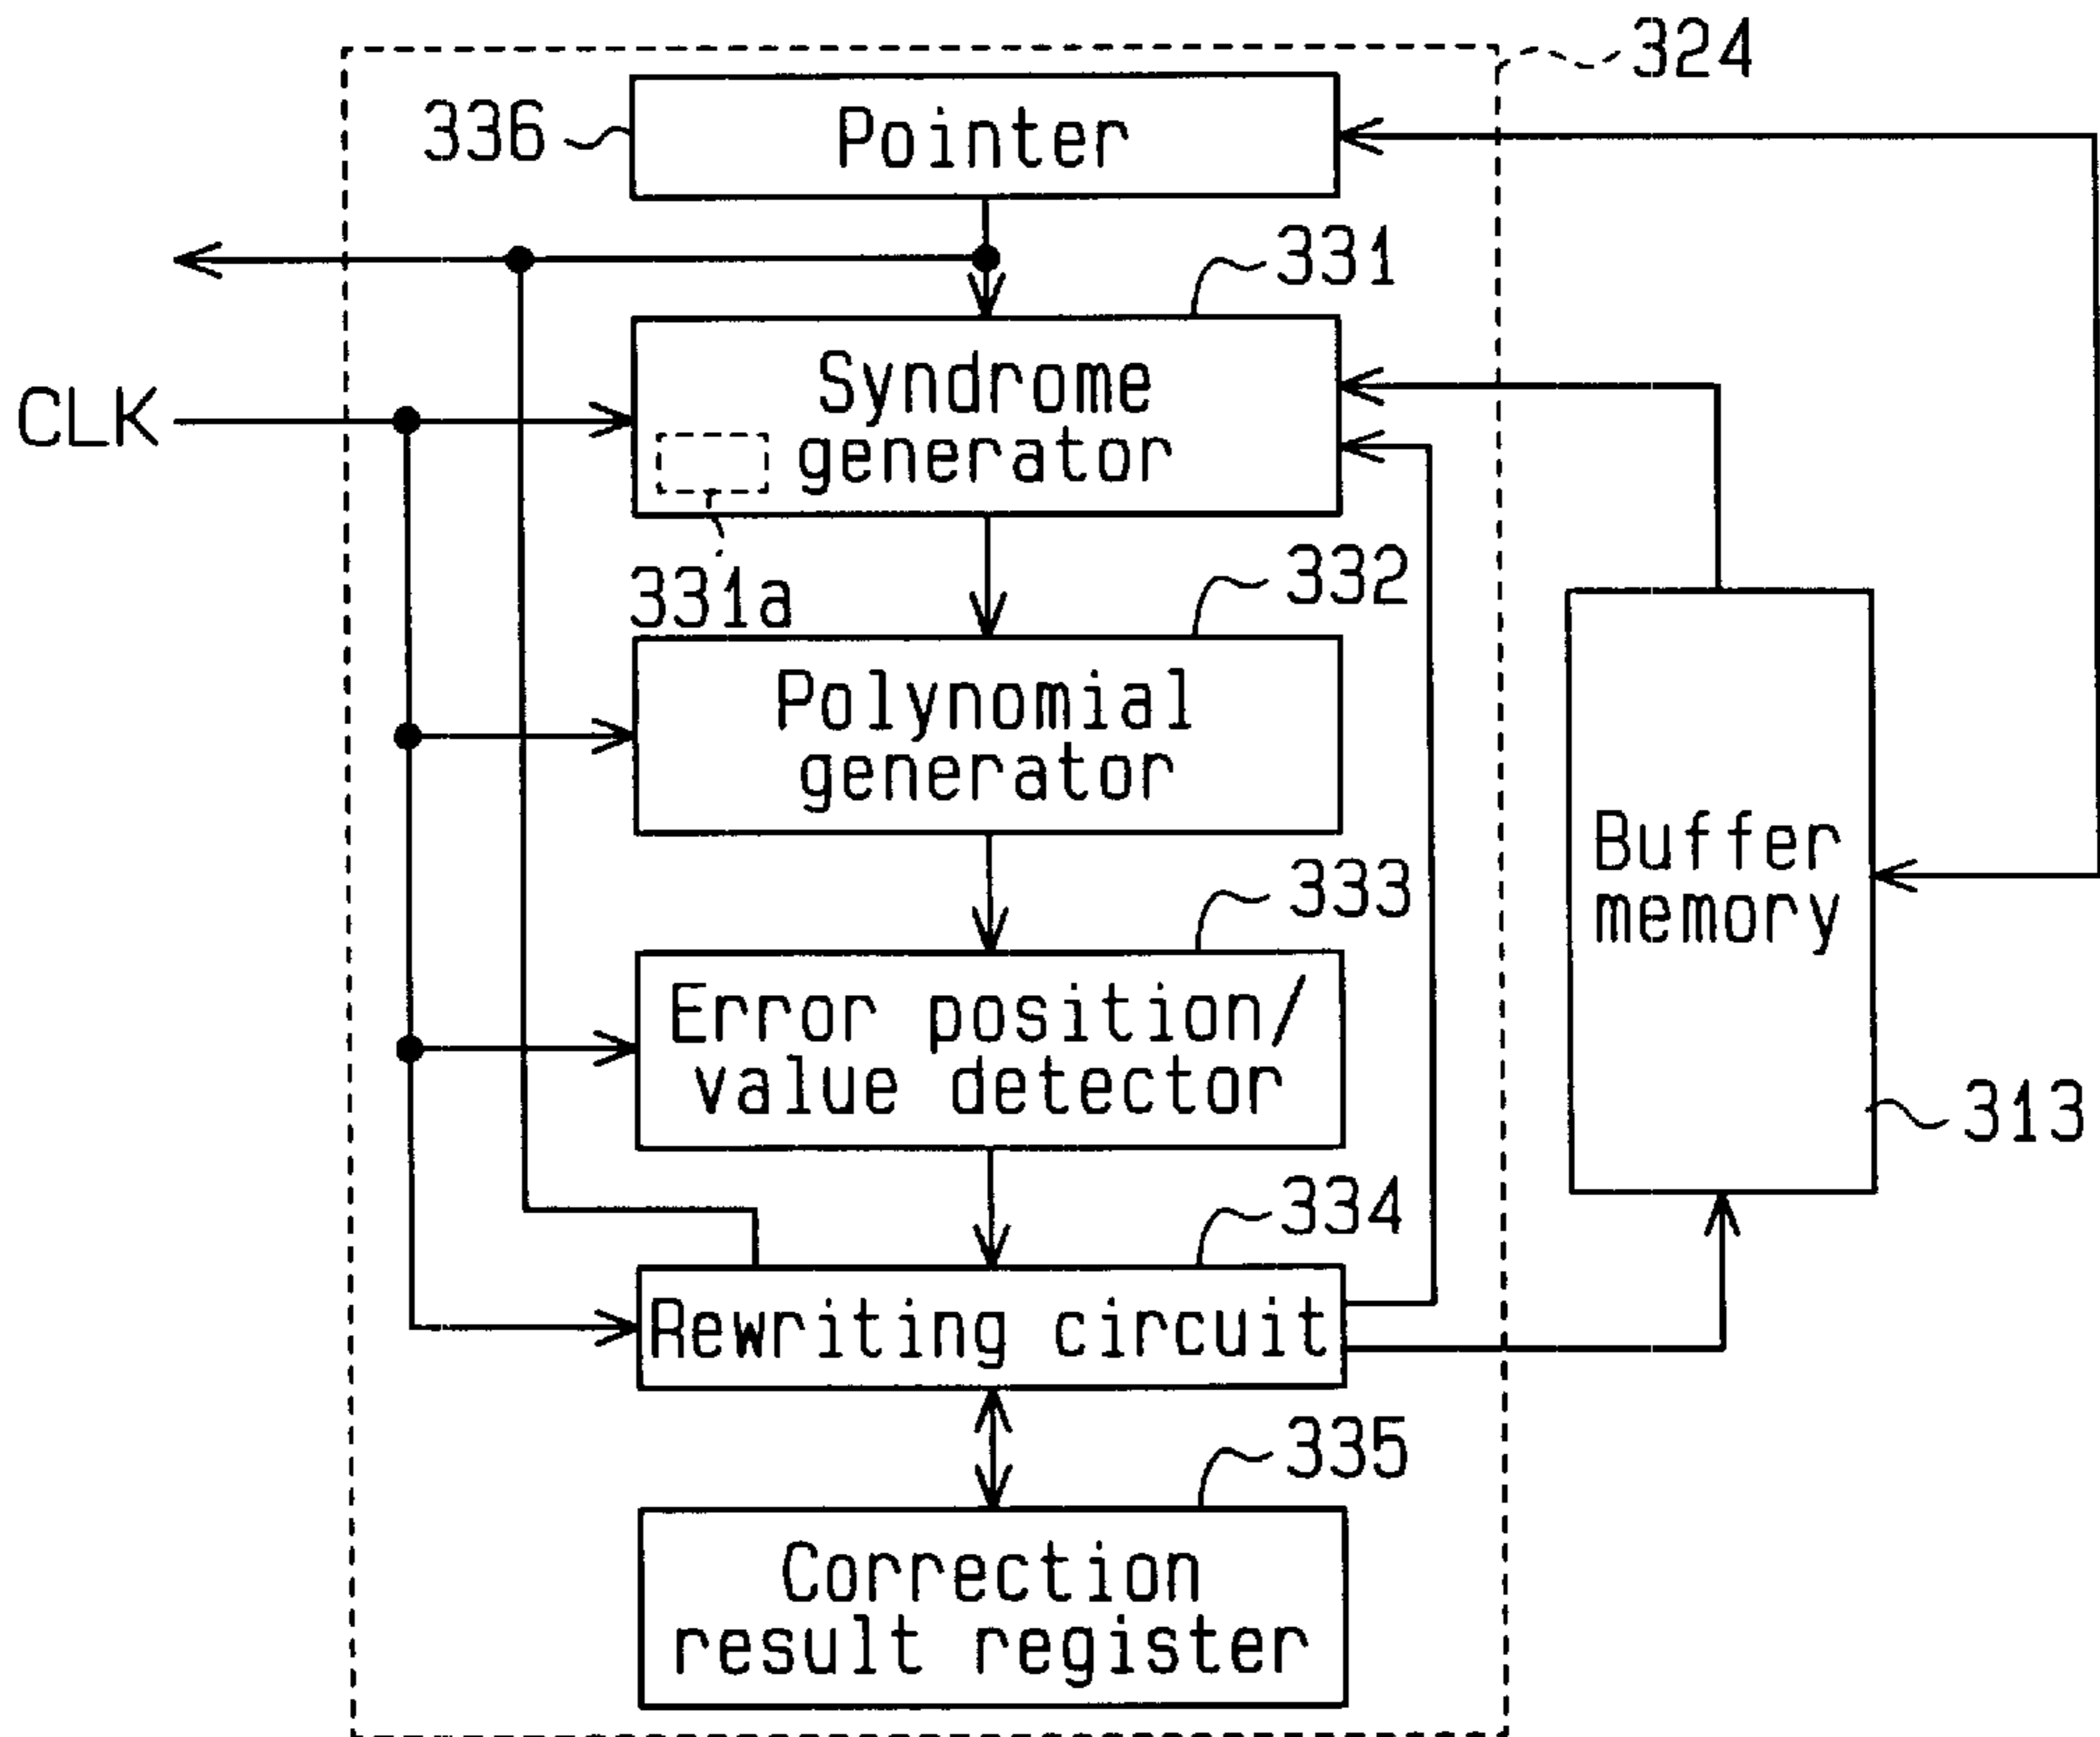 324
336
Pointer
331
CLK
Syndrome
generator
331a
332
Polynomial
generator
Buffer
memory
333
Error position/
value detector
313
334
Rewriting circuit
335
Correction
result register